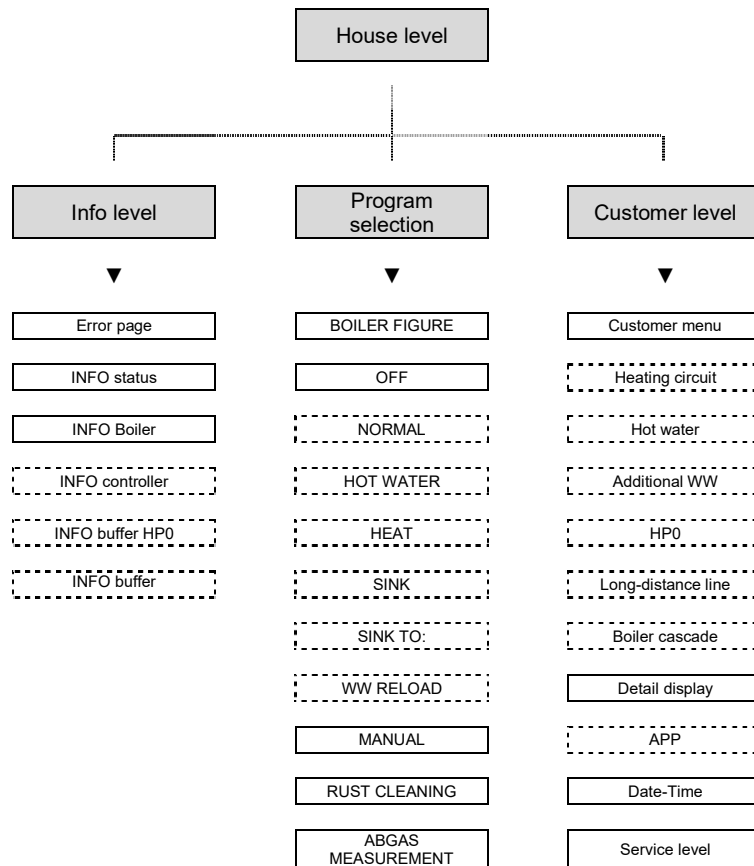 House level
Info level
Program
selection
Customer level
▼
▼
▼
Error page
INFO status
INFO Boiler
INFO controller
INFO buffer HP0
INFO buffer
BOILER FIGURE
OFF
NORMAL
HOT WATER
HEAT
SINK
SINK TO:
WW RELOAD
MANUAL
RUST CLEANING
ABGAS
MEASUREMENT
Customer menu
Heating circuit
Hot water
Additional WW
HP0
Long-distance line
Boiler cascade
Detail display
APP
Date-Time
Service level